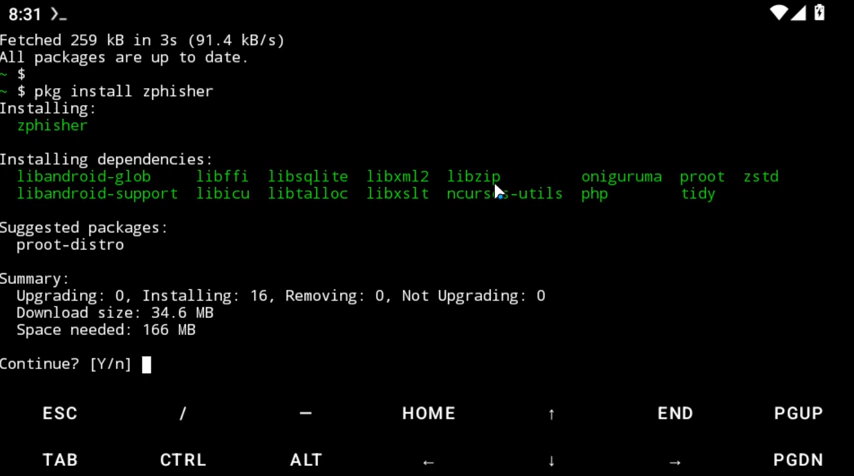 8:31 >_
Fetched 259 kB in 3s (91.4 kB/s)
All packages are up to date.
~ $
~ $ pkg install zphisher
Installing:
  zphisher

Installing dependencies:
  libandroid-glob     libffi  libsqlite  libxml2  libzip         oniguruma  proot  zstd
  libandroid-support  libicu  libtalloc  libxslt  ncurses-utils  php        tidy

Suggested packages:
  proot-distro

Summary:
  Upgrading: 0, Installing: 16, Removing: 0, Not Upgrading: 0
  Download size: 34.6 MB
  Space needed: 166 MB

Continue? [Y/n]
ESC / — HOME ↑ END PGUP
TAB CTRL ALT ← ↓ → PGDN